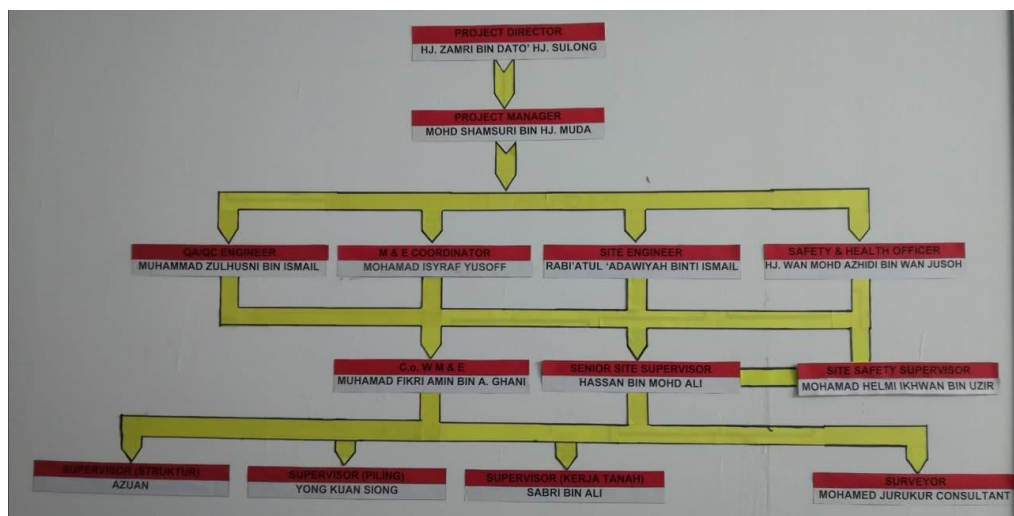 PROJECT DIRECTOR
HJ. ZAMRI BIN DATO' HJ. SULONG
PROJECT MANAGER
MOHD SHAMSURI BIN HJ. MUDA
QA/QC ENGINEER
MUHAMMAD ZULHUSNI BIN ISMAIL
M & E COORDINATOR
MOHAMAD ISYRAF YUSOFF
SITE ENGINEER
RABI'ATUL 'ADAWIYAH BINTI ISMAIL
SAFETY & HEALTH OFFICER
HJ. WAN MOHD AZHIDI BIN WAN JUSOH
C.o. W M & E
MUHAMAD FIKRI AMIN BIN A. GHANI
SENIOR SITE SUPERVISOR
HASSAN BIN MOHD ALI
SITE SAFETY SUPERVISOR
MOHAMAD HELMI IKHWAN BIN UZIR
SUPERVISOR (STRUKTUR)
AZUAN
SUPERVISOR (PILING)
YONG KUAN SIONG
SUPERVISOR (KERJA TANAH)
SABRI BIN ALI
SURVEYOR
MOHAMED JURUKUR CONSULTANT